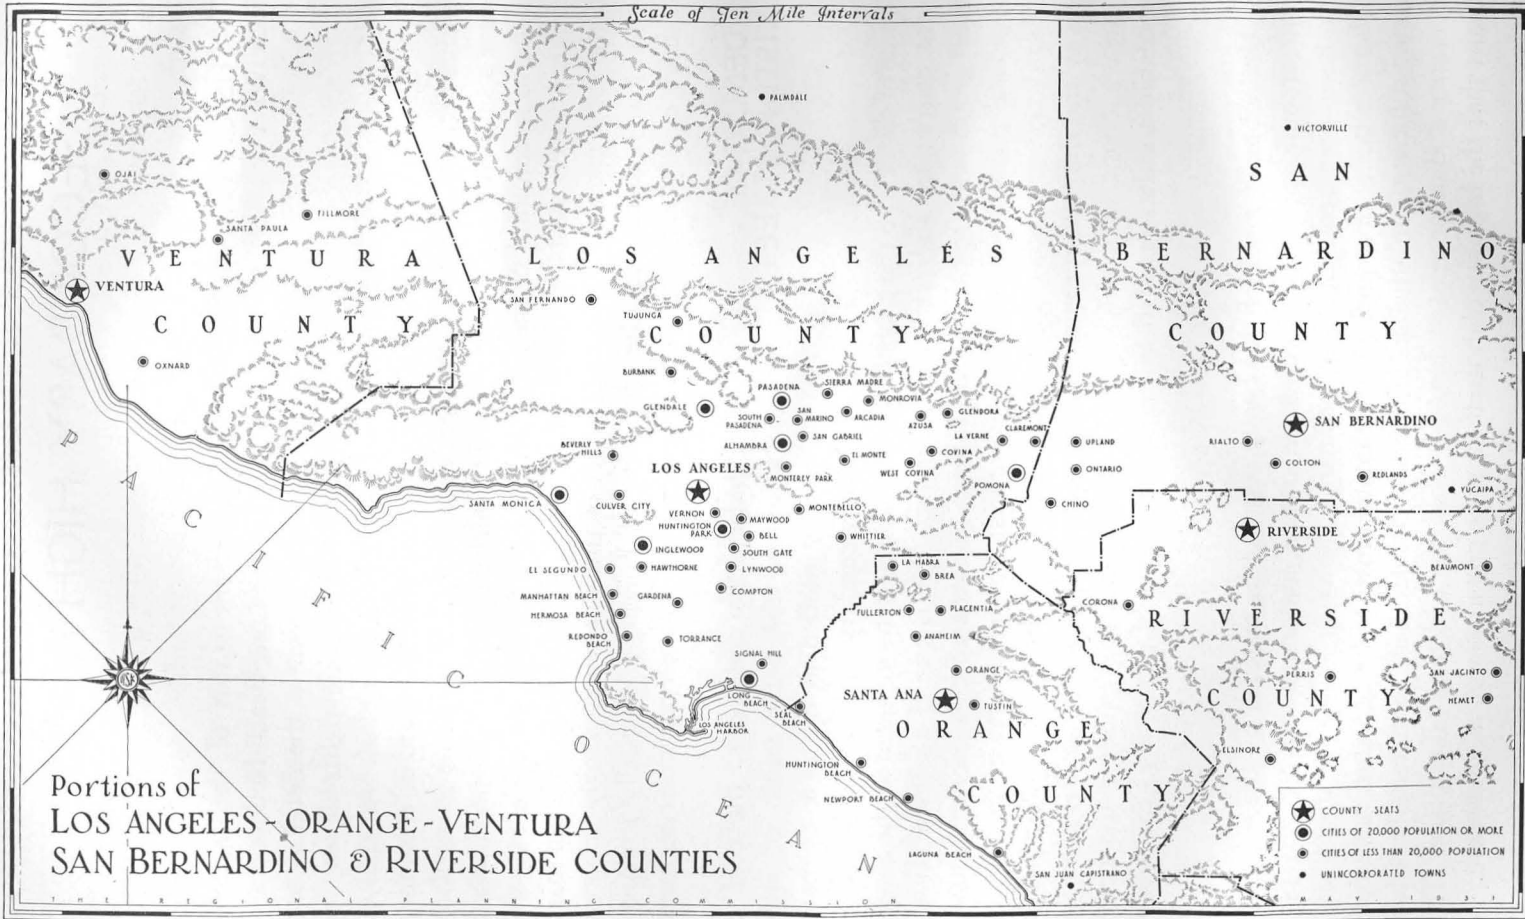 Scale of Ten Mile Intervals
PALMDALE
VICTORVILLE
SAN
BERNARDINO
COUNTY
OJAI
FILLMORE
SANTA PAULA
VENTURA
COUNTY
VENTURA
OXNARD
LOS ANGELES
COUNTY
SAN FERNANDO
TUJUNGA
BURBANK
GLENDALE
PASADENA
SIERRA MADRE
MONROVIA
SOUTH
PASADENA
SAN
MARINO
ARCADIA
AZUSA
GLENDORA
ALHAMBRA
SAN GABRIEL
LA VERNE
CLAREMONT
UPLAND
RIALTO
SAN BERNARDINO
COLTON
REDLANDS
YUCAIPA
BEVERLY
HILLS
LOS ANGELES
MONTEREY PARK
EL MONTE
WEST COVINA
COVINA
POMONA
ONTARIO
CHINO
SANTA MONICA
CULVER CITY
VERNON
HUNTINGTON
PARK
MAYWOOD
MONTEBELLO
BELL
WHITTIER
RIVERSIDE
INGLEWOOD
SOUTH GATE
EL SEGUNDO
HAWTHORNE
LYNWOOD
LA HABRA
BREA
BEAUMONT
MANHATTAN BEACH
GARDENA
COMPTON
HERMOSA BEACH
FULLERTON
PLACENTIA
CORONA
RIVERSIDE
COUNTY
REDONDO
BEACH
TORRANCE
ANAHEIM
SIGNAL HILL
ORANGE
PERRIS
SAN JACINTO
HEMET
LONG
BEACH
SEAL
BEACH
SANTA ANA
TUSTIN
LOS ANGELES
HARBOR
ORANGE
COUNTY
ELSINORE
HUNTINGTON
BEACH
NEWPORT BEACH
LAGUNA BEACH
SAN JUAN CAPISTRANO
PACIFIC
OCEAN
Portions of
LOS ANGELES - ORANGE - VENTURA
SAN BERNARDINO & RIVERSIDE COUNTIES
COUNTY SEATS
CITIES OF 20,000 POPULATION OR MORE
CITIES OF LESS THAN 20,000 POPULATION
UNINCORPORATED TOWNS
THE REGIONAL PLANNING COMMISSION
MAY, 1931